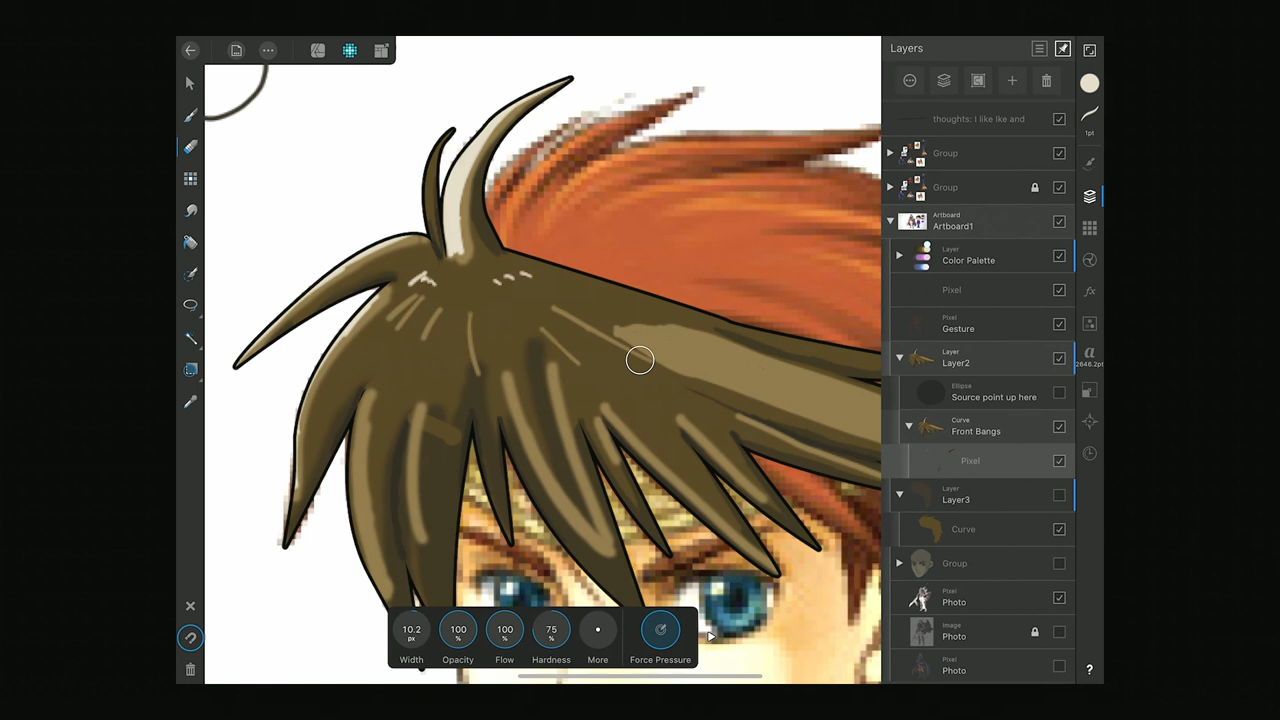 Layers
thoughts: I like Ike and
Group
Group
Artboard
Artboard1
Layer
Color Palette
Pixel
Pixel
Gesture
Layer
Layer2
Ellipse
Source point up here
Curve
Front Bangs
Pixel
Layer
Layer3
Curve
Group
Pixel
Photo
Image
Photo
Pixel
Photo
1pt
fx
a
2646.2pt
?
10.2 px
100 %
100 %
75 %
Width
Opacity
Flow
Hardness
More
Force Pressure